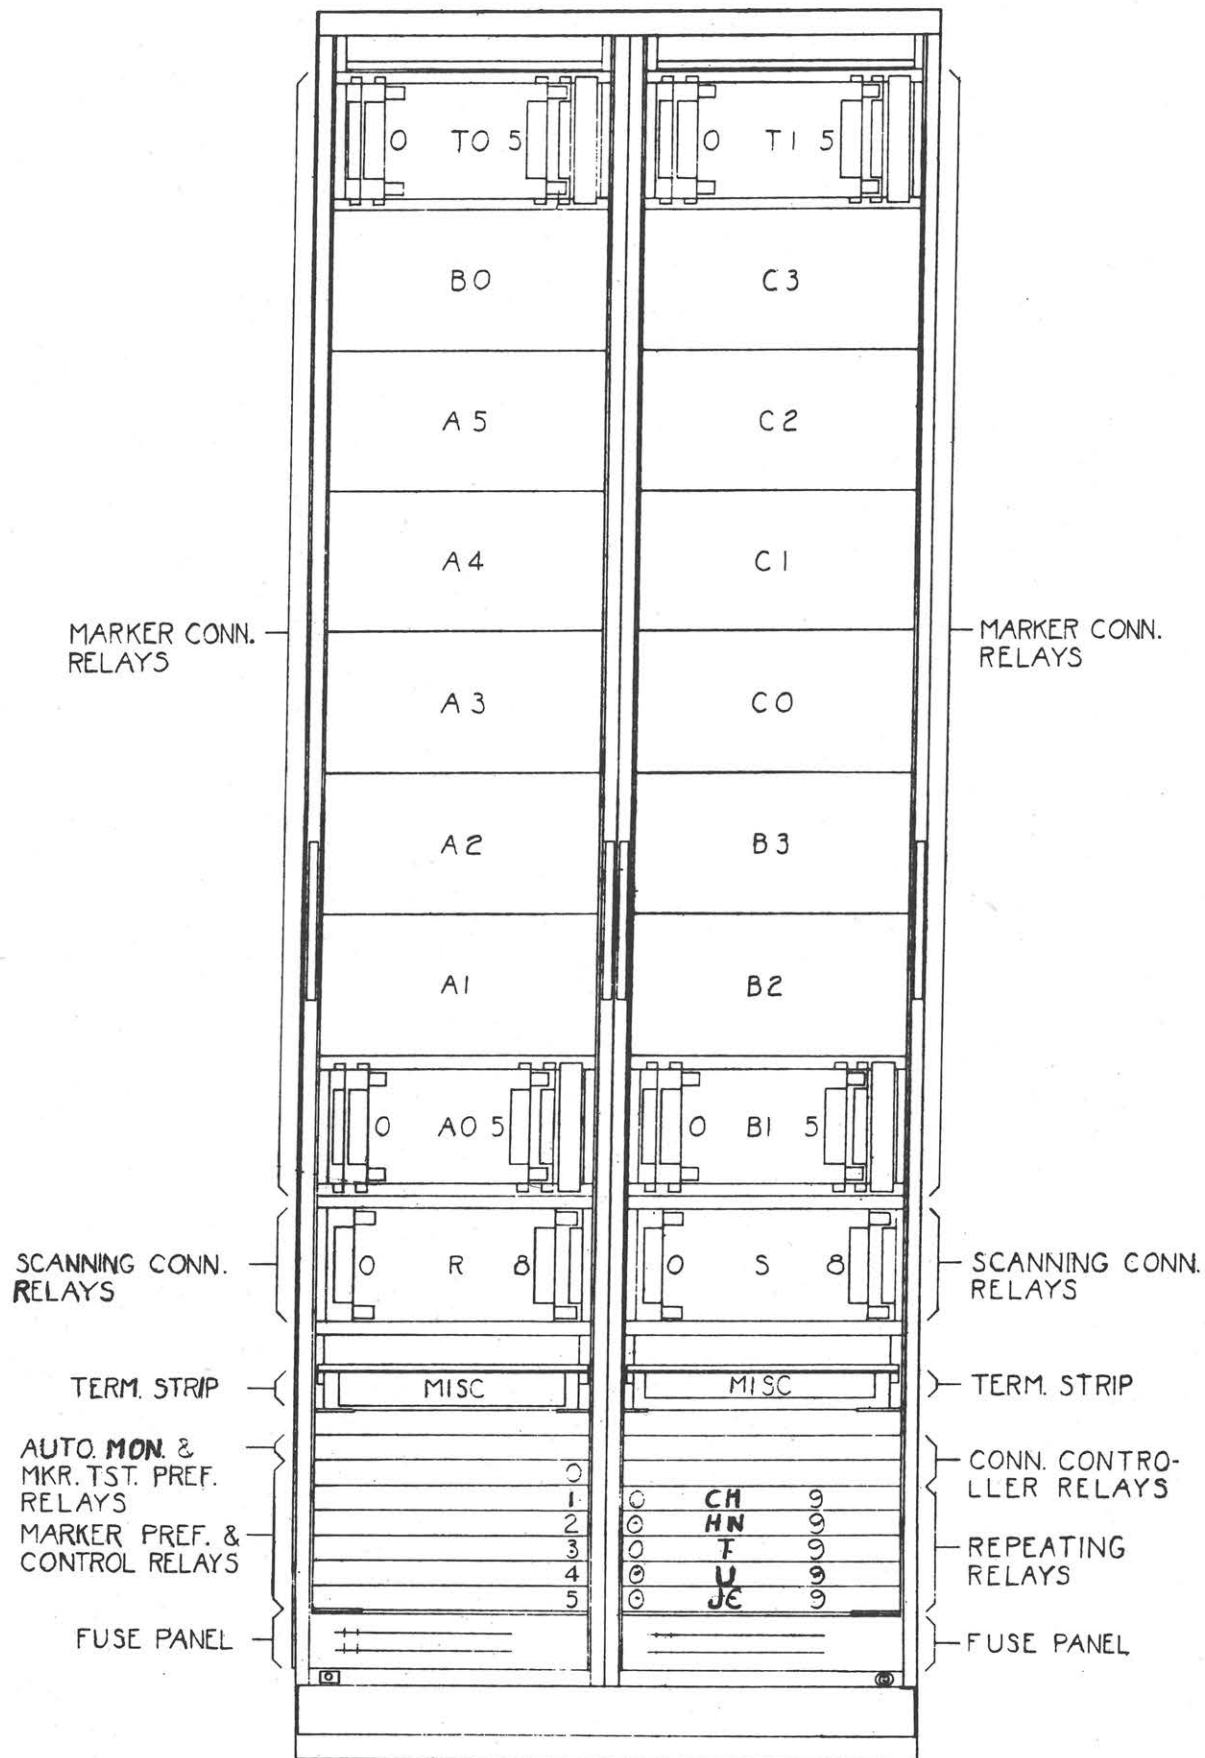 0 T0 5
0 T1 5
B0
C3
A5
C2
A4
C1
MARKER CONN.
RELAYS
MARKER CONN.
RELAYS
A3
C0
A2
B3
A1
B2
0 A0 5
0 B1 5
SCANNING CONN.
RELAYS
0 R 8
0 S 8
SCANNING CONN.
RELAYS
TERM. STRIP
MISC
MISC
TERM. STRIP
AUTO. MON. &
MKR. TST. PREF.
RELAYS
MARKER PREF. &
CONTROL RELAYS
0
1
2
3
4
5
0 CH 9
0 HN 9
0 T 9
0 U 9
0 JE 9
CONN. CONTRO-
LLER RELAYS
REPEATING
RELAYS
FUSE PANEL
FUSE PANEL